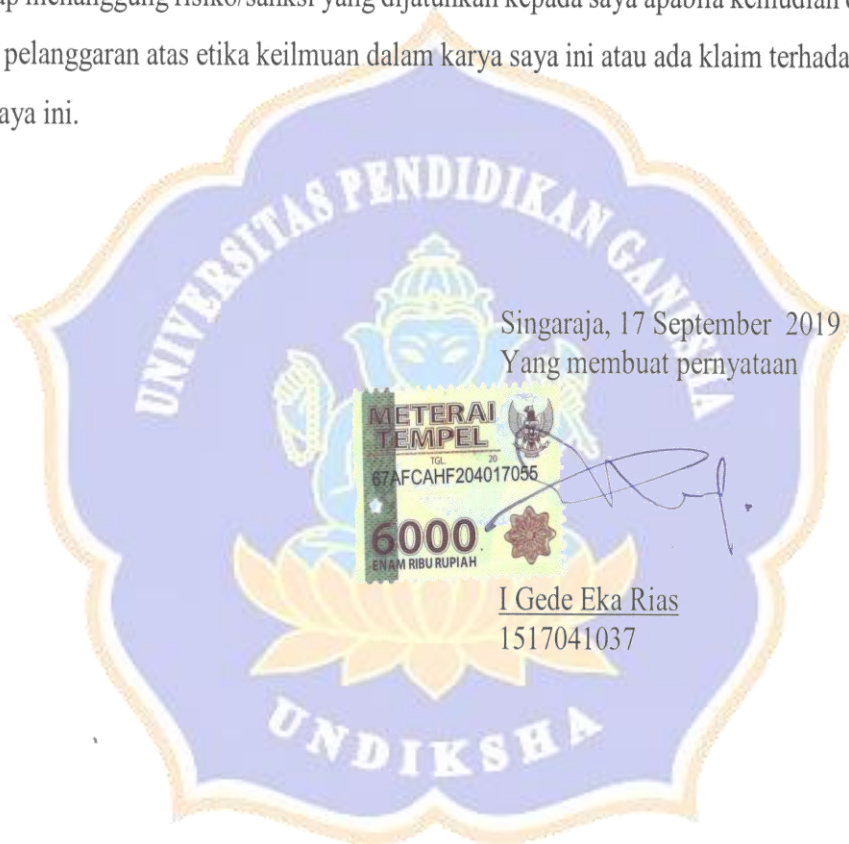 menanggung risiko/sanksi yang dijatuhkan kepada saya apabila kemudian
pelanggaran atas etika keilmuan dalam karya saya ini atau ada klaim
ini.
UNIVERSITAS PENDIDIKAN GANESHA
Singaraja, 17 September 2019
Yang membuat pernyataan
METERAI
TEMPEL
TGL. 20
67AFCAHF204017055
6000
ENAM RIBU RUPIAH
I Gede Eka Rias
1517041037
UNDIKSHA